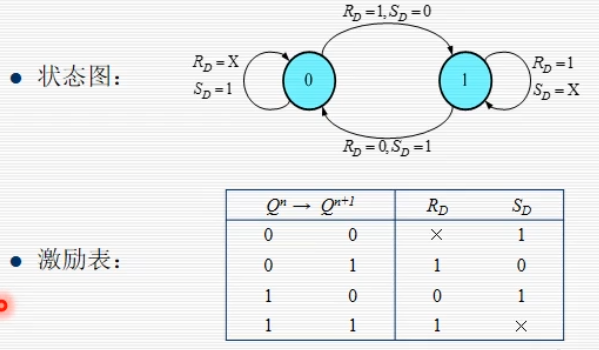 R_D=1,S_D=0
● 状态图：
R_D=X
S_D=1
0
1
R_D=1
S_D=X
R_D=0,S_D=1
● 激励表：
Qⁿ → Qⁿ⁺¹ R_D S_D
0 0 × 1
0 1 1 0
1 0 0 1
1 1 1 ×